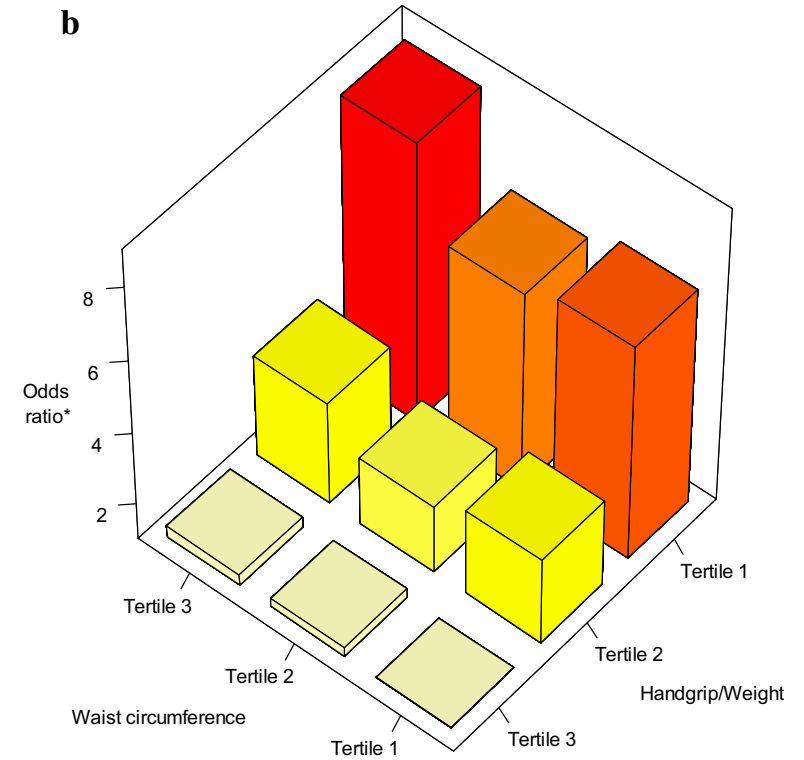 b
8
6
4
2
Odds
ratio*
Tertile 3
Tertile 2
Tertile 1
Waist circumference
Tertile 1
Tertile 2
Tertile 3
Handgrip/Weight